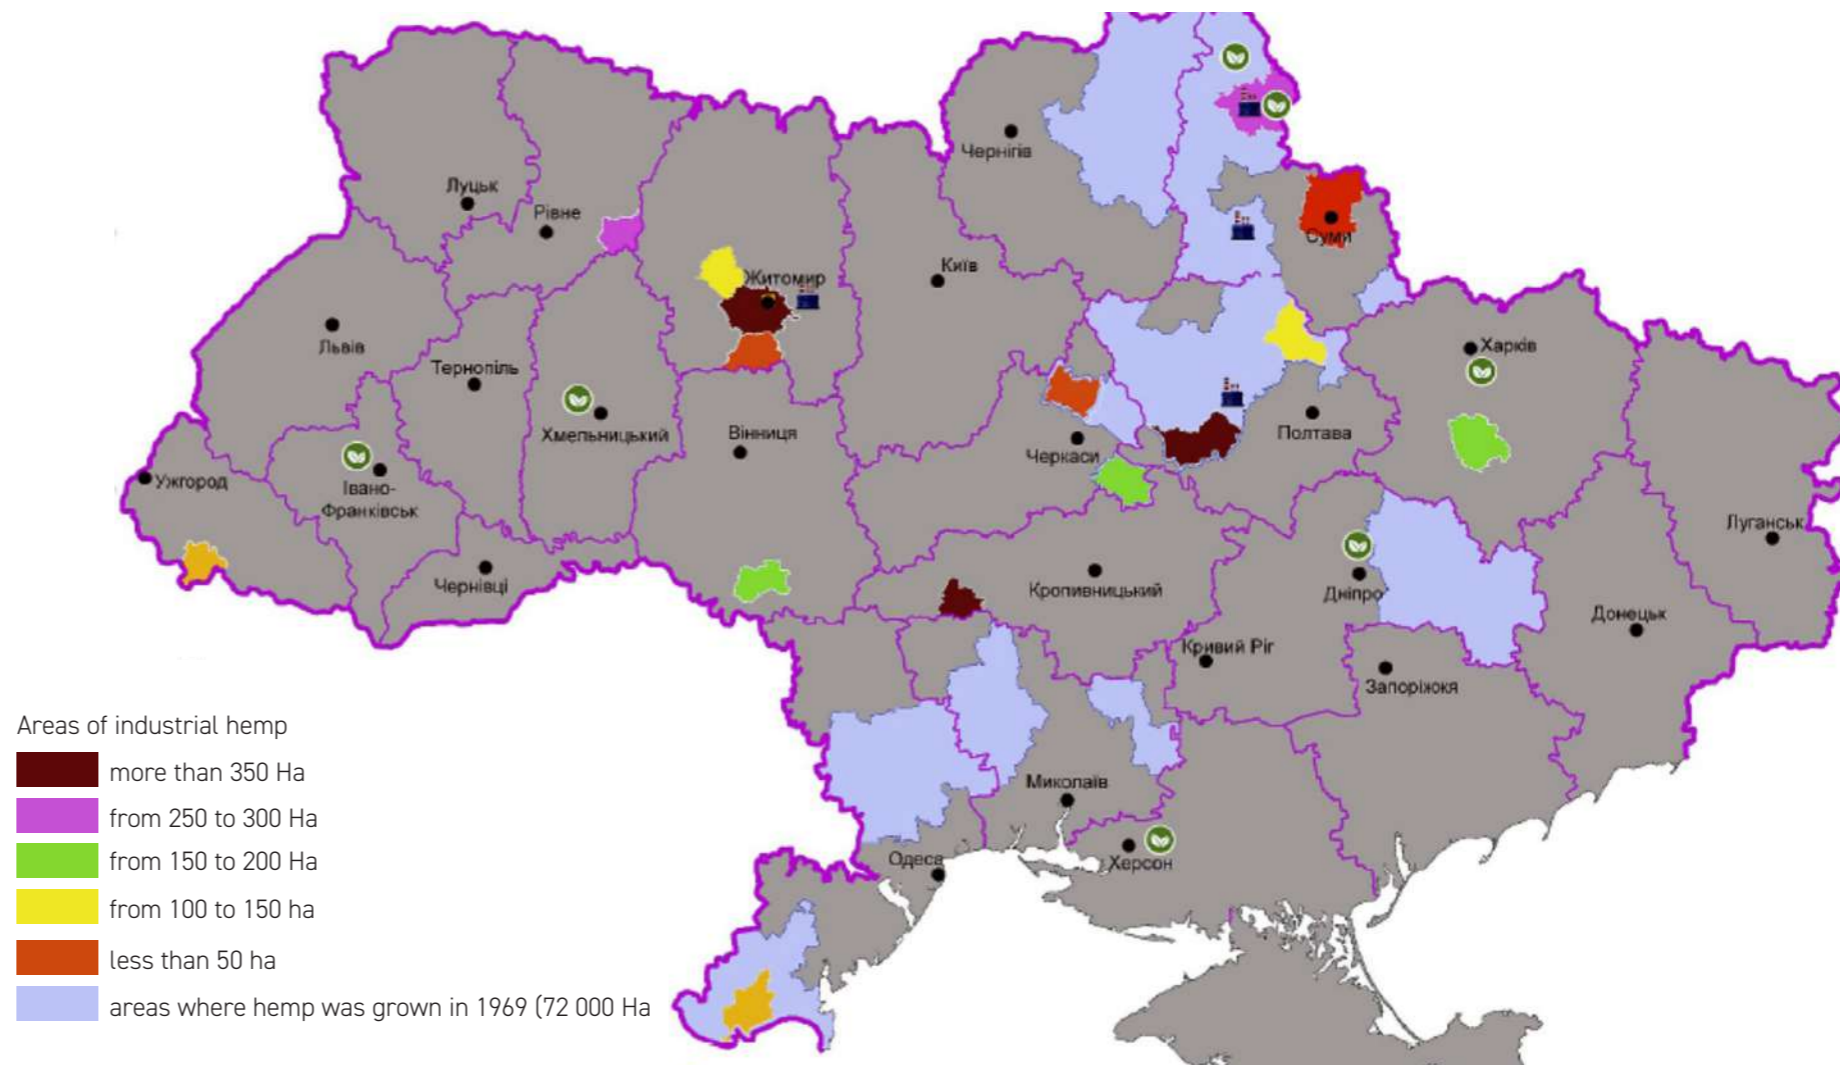 Чернігів
Луцьк
Рівне
Суми
Київ
Житомир
Львів
Харків
Тернопіль
Хмельницький
Вінниця
Полтава
Черкаси
Ужгород
Івано-
Франківськ
Луганськ
Чернівці
Кропивницький
Дніпро
Донецьк
Кривий Ріг
Запоріжжя
Миколаїв
Одеса
Херсон
Areas of industrial hemp
more than 350 Ha
from 250 to 300 Ha
from 150 to 200 Ha
from 100 to 150 ha
less than 50 ha
areas where hemp was grown in 1969 (72 000 Ha